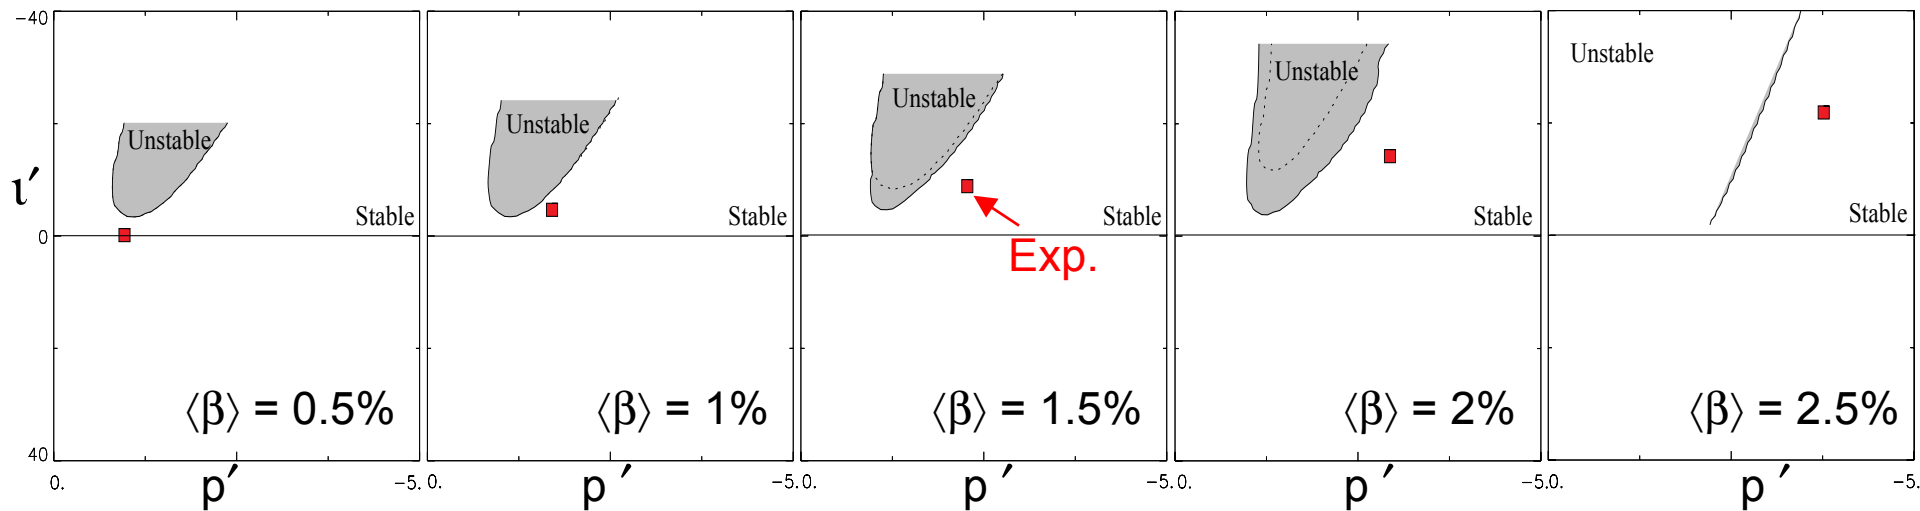 -40
Unstable
Unstable
Unstable
Unstable
Unstable
ι′
Stable
Stable
Stable
Stable
Stable
0
Exp.
⟨β⟩ = 0.5%
⟨β⟩ = 1%
⟨β⟩ = 1.5%
⟨β⟩ = 2%
⟨β⟩ = 2.5%
40
0. p′ -5.0. p′ -5.0. p′ -5.0. p′ -5.0. p′ -5.